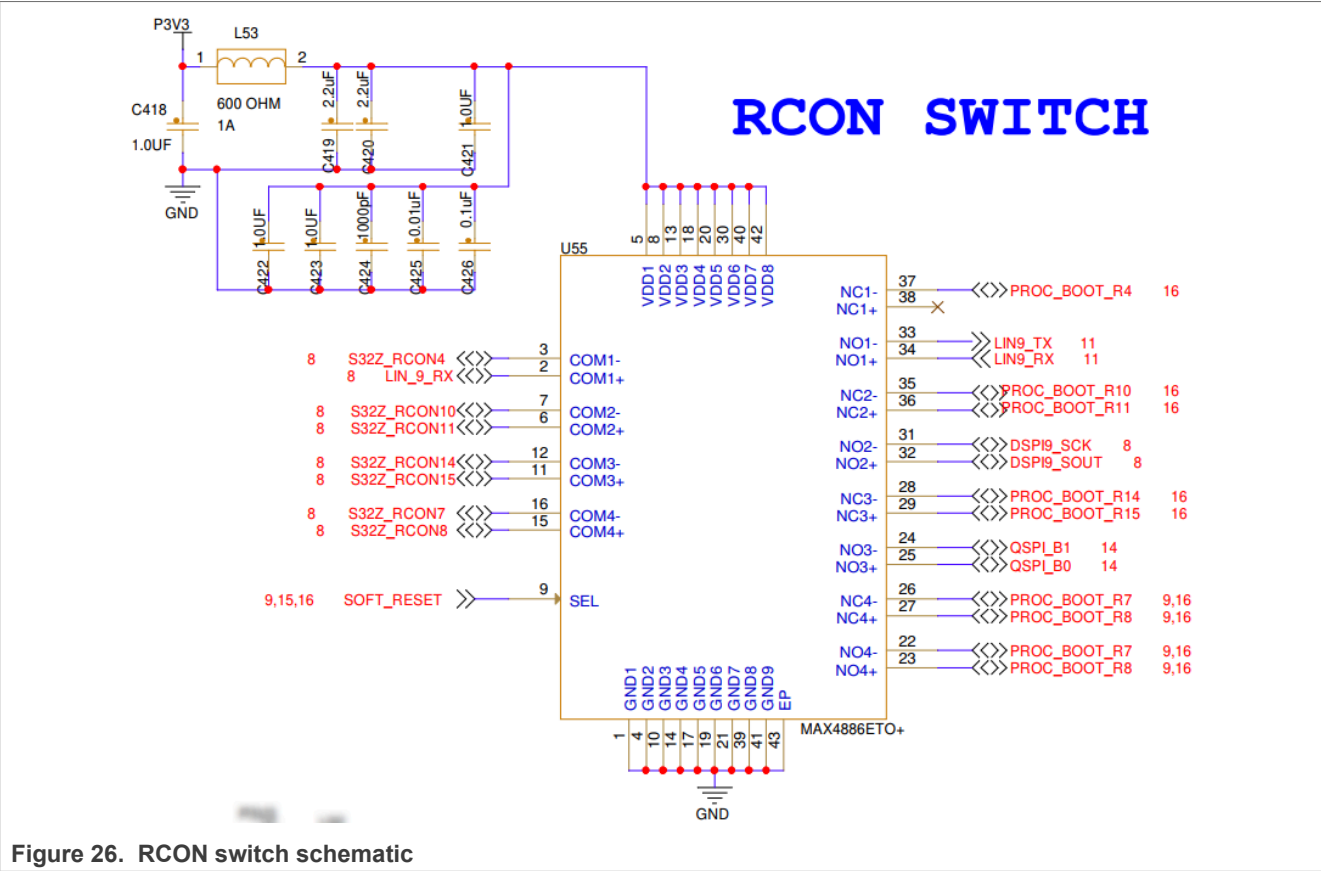 P3V3
L53
1
2
2.2uF
2.2uF
1.0UF
C418
600 OHM
1A
1.0UF
C419
C420
C421
RCON SWITCH
GND
1.0UF
1.0UF
1000pF
0.01uF
0.1uF
C422
C423
C424
C425
C426
5 8 13 18 20 30 40 42
U55
VDD1 VDD2 VDD3 VDD4 VDD5 VDD6 VDD7 VDD8
8 S32Z_RCON4 3 COM1-
8 LIN_9_RX 2 COM1+
8 S32Z_RCON10 7 COM2-
8 S32Z_RCON11 6 COM2+
8 S32Z_RCON14 12 COM3-
8 S32Z_RCON15 11 COM3+
8 S32Z_RCON7 16 COM4-
8 S32Z_RCON8 15 COM4+
9,15,16 SOFT_RESET 9 SEL
NC1- 37 PROC_BOOT_R4 16
NC1+ 38
NO1- 33 LIN9_TX 11
NO1+ 34 LIN9_RX 11
NC2- 35 PROC_BOOT_R10 16
NC2+ 36 PROC_BOOT_R11 16
NO2- 31 DSPI9_SCK 8
NO2+ 32 DSPI9_SOUT 8
NC3- 28 PROC_BOOT_R14 16
NC3+ 29 PROC_BOOT_R15 16
NO3- 24 QSPI_B1 14
NO3+ 25 QSPI_B0 14
NC4- 26 PROC_BOOT_R7 9,16
NC4+ 27 PROC_BOOT_R8 9,16
NO4- 22 PROC_BOOT_R7 9,16
NO4+ 23 PROC_BOOT_R8 9,16
GND1 GND2 GND3 GND4 GND5 GND6 GND7 GND8 GND9 EP
1 4 10 14 17 19 21 39 41 43
MAX4886ETO+
GND
Figure 26. RCON switch schematic